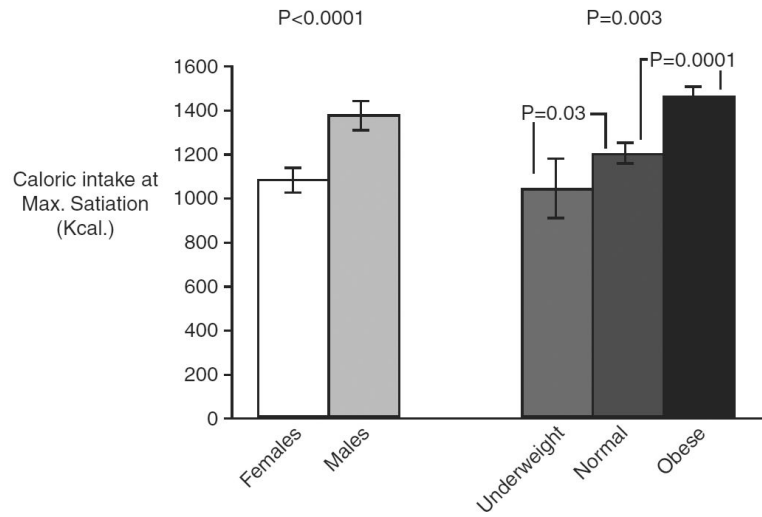 P<0.0001
P=0.003
1600
1400
1200
1000
800
600
400
200
0
Caloric intake at
Max. Satiation
(Kcal.)
P=0.03
P=0.0001
Females
Males
Underweight
Normal
Obese